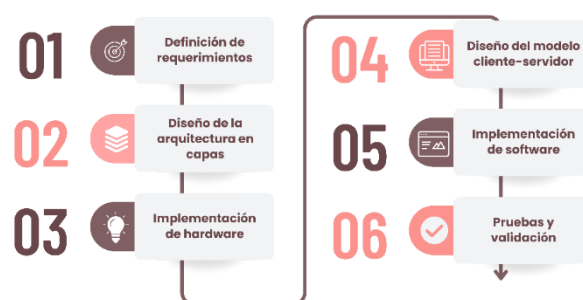 01
Definición de
requerimientos
02
Diseño de la
arquitectura en
capas
03
Implementación
de hardware
04
Diseño del modelo
cliente-servidor
05
Implementación
de software
06
Pruebas y
validación